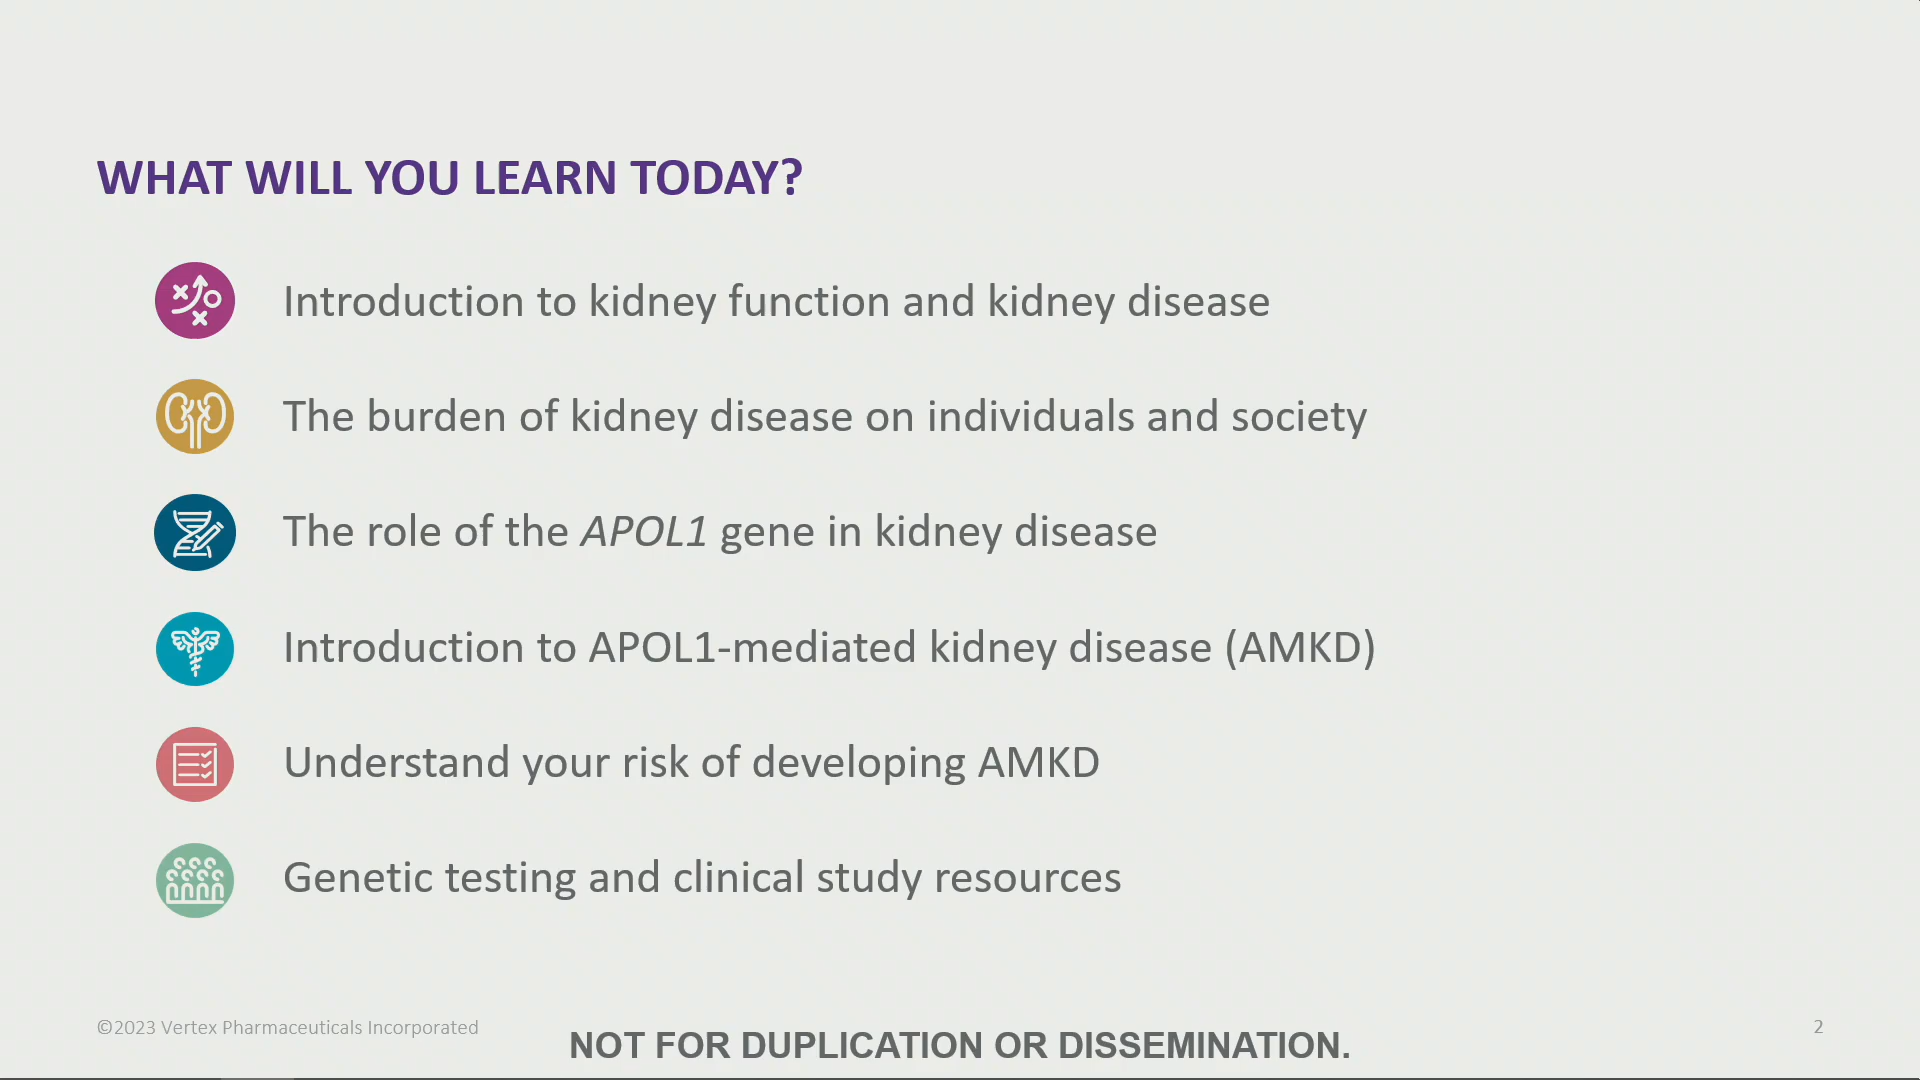 WHAT WILL YOU LEARN TODAY?
Introduction to kidney function and kidney disease
The burden of kidney disease on individuals and society
The role of the APOL1 gene in kidney disease
Introduction to APOL1-mediated kidney disease (AMKD)
Understand your risk of developing AMKD
Genetic testing and clinical study resources
©2023 Vertex Pharmaceuticals Incorporated
NOT FOR DUPLICATION OR DISSEMINATION.
2